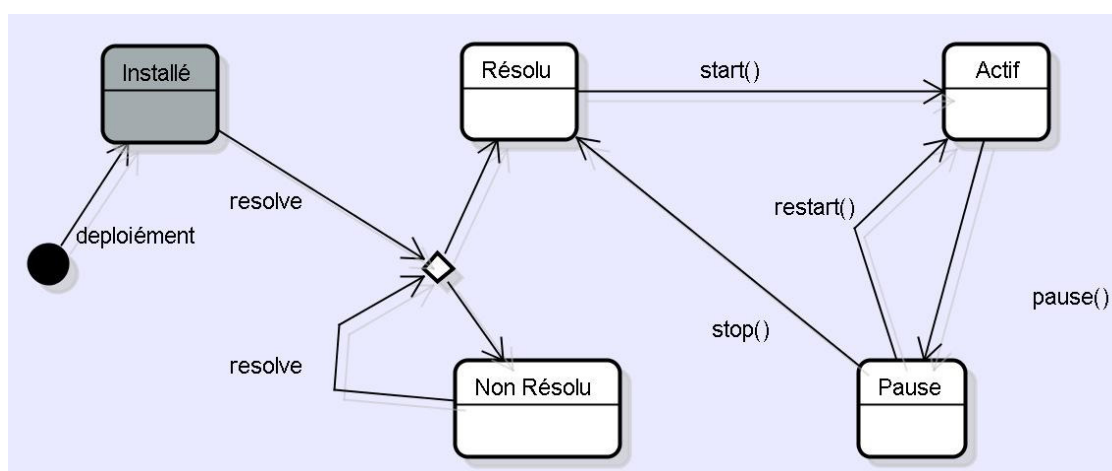 Installé
Résolu
start()
Actif
resolve
restart()
deploiément
pause()
stop()
resolve
Non Résolu
Pause